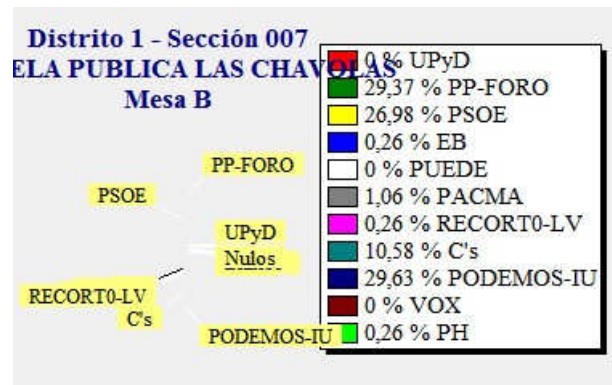 Distrito 1 - Sección 007
ELA PUBLICA LAS CHAVOLAS
Mesa B
0 % UPyD
29,37 % PP-FORO
26,98 % PSOE
0,26 % EB
0 % PUEDE
1,06 % PACMA
0,26 % RECORT0-LV
10,58 % C's
29,63 % PODEMOS-IU
0 % VOX
0,26 % PH
PP-FORO
PSOE
UPyD
Nulos
RECORT0-LV
C's
PODEMOS-IU